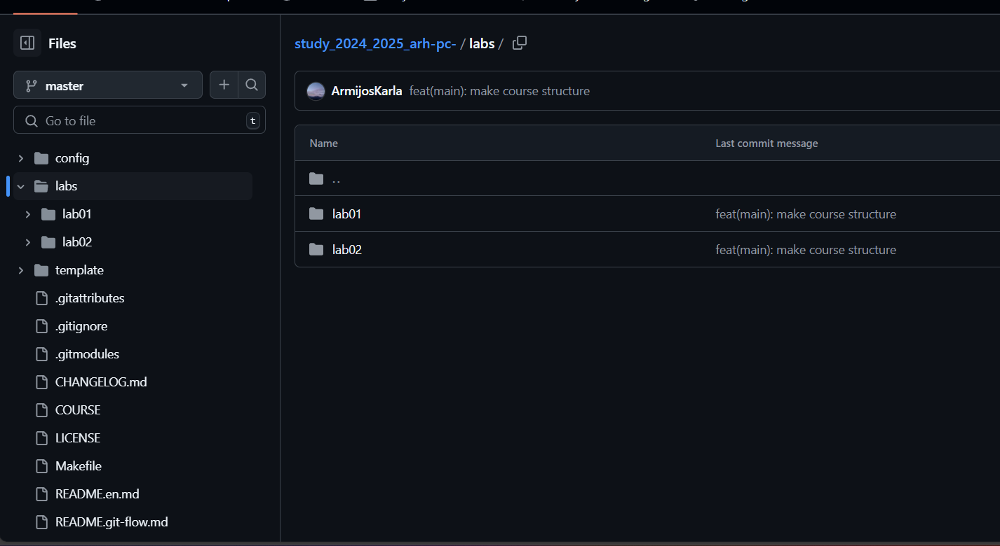 Files
master
Go to file
t
config
labs
lab01
lab02
template
.gitattributes
.gitignore
.gitmodules
CHANGELOG.md
COURSE
LICENSE
Makefile
README.en.md
README.git-flow.md
study_2024_2025_arh-pc- / labs /
ArmijosKarla feat(main): make course structure
Name Last commit message
..
lab01 feat(main): make course structure
lab02 feat(main): make course structure